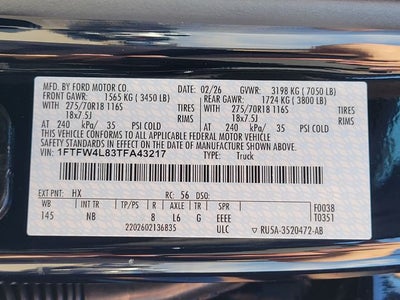 MFD. BY FORD MOTOR CO. 02/26 GVWR: 3198 KG ( 7050 LB)
FRONT GAWR: 1565 KG ( 3450 LB) REAR GAWR: 1724 KG ( 3800 LB)
WITH 275/70R18 116S TIRES WITH 275/70R18 116S TIRES
18x7.5J RIMS 18x7.5J RIMS
AT 240 kPa/ 35 PSI COLD AT 240 kPa/ 35 PSI COLD
THIS VEHICLE CONFORMS TO ALL APPLICABLE FEDERAL MOTOR VEHICLE
SAFETY STANDARDS IN EFFECT ON THE DATE OF MANUFACTURE SHOWN ABOVE.
VIN: 1FTFW4L83TFA43217 TYPE: Truck
EXT PNT: HX RC: 56 DSO:
WB INT TR TP/PS R AXLE TR SPR F0038
145 NB 8 L6 G EEEE T0351
2202602136835 ULC RU5A-3520472-AB